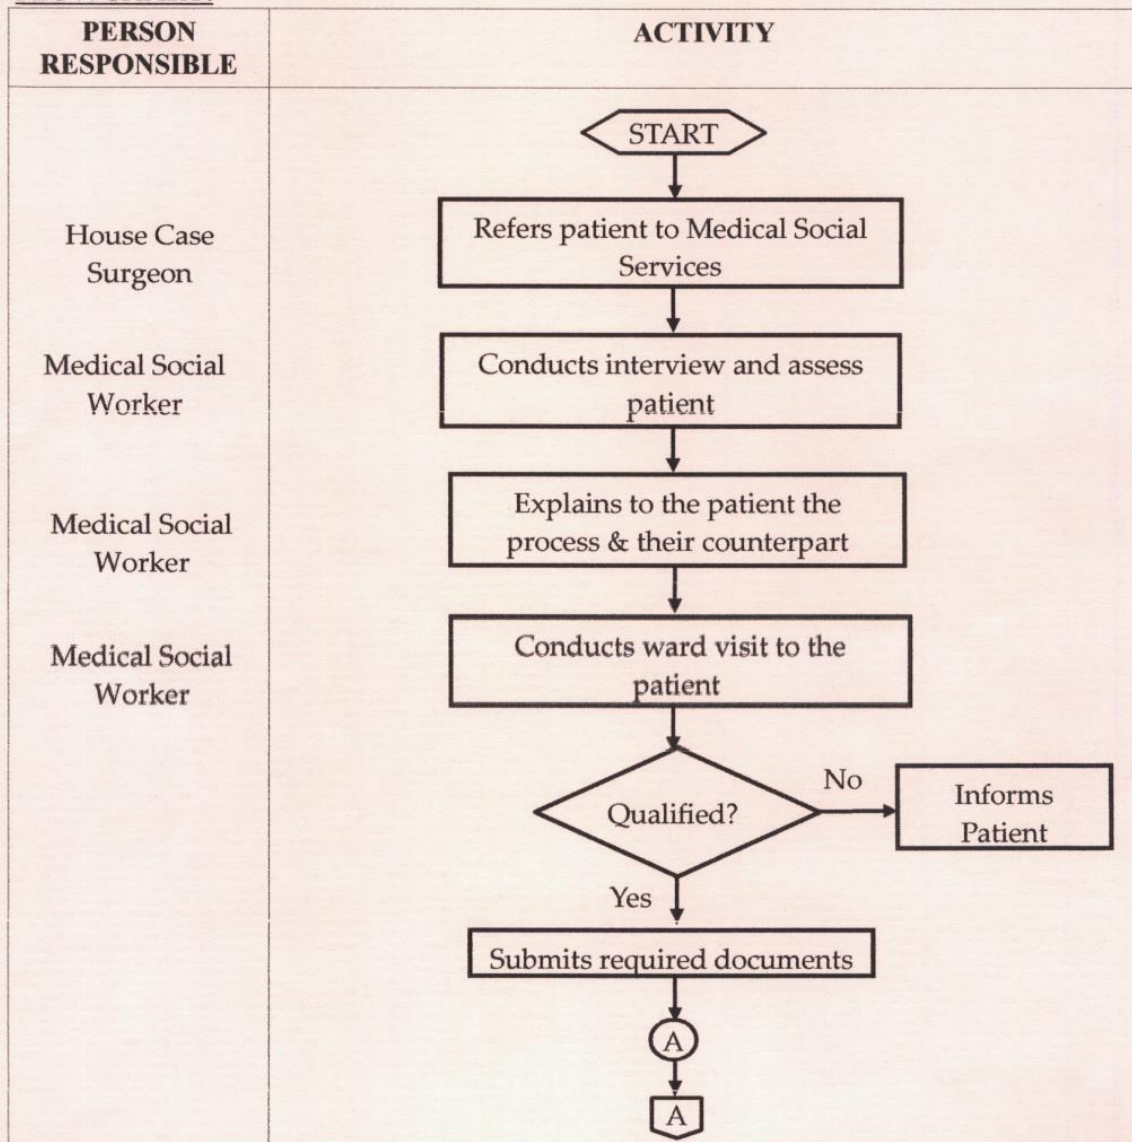 PERSON
RESPONSIBLE
ACTIVITY
START
House Case
Surgeon
Refers patient to Medical Social
Services
Medical Social
Worker
Conducts interview and assess
patient
Medical Social
Worker
Explains to the patient the
process & their counterpart
Medical Social
Worker
Conducts ward visit to the
patient
Qualified?
No
Informs
Patient
Yes
Submits required documents
A
A